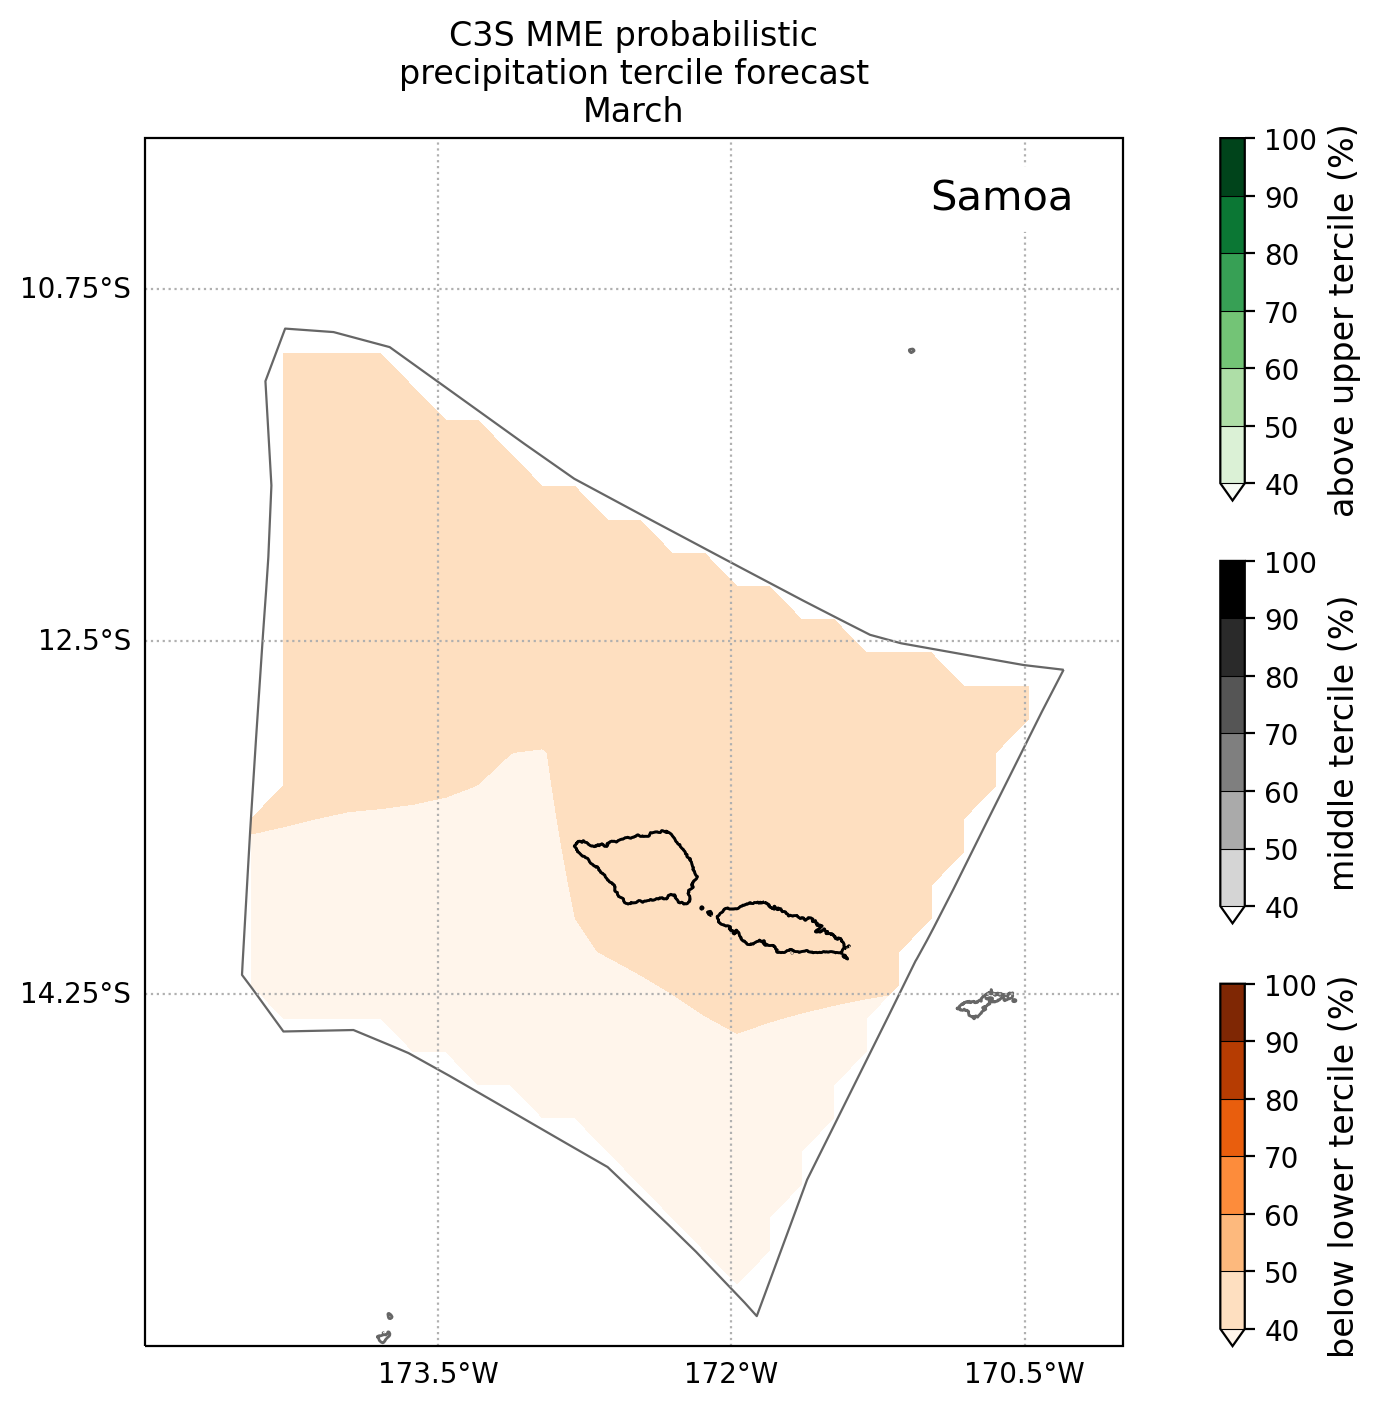 C3S MME probabilistic
precipitation tercile forecast
March
Samoa
10.75°S
12.5°S
14.25°S
173.5°W
172°W
170.5°W
100
90
80
70
60
50
40
above upper tercile (%)
100
90
80
70
60
50
40
middle tercile (%)
100
90
80
70
60
50
40
below lower tercile (%)